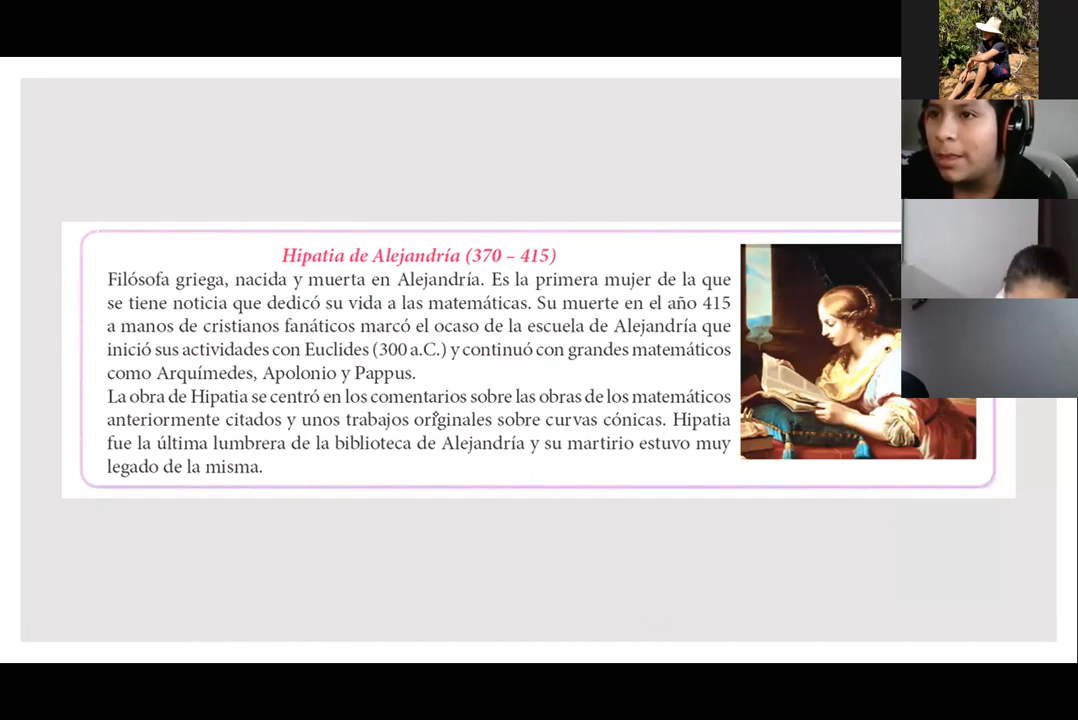 Hipatia de Alejandría (370 – 415)
Filósofa griega, nacida y muerta en Alejandría. Es la primera mujer de la que
se tiene noticia que dedicó su vida a las matemáticas. Su muerte en el año 415
a manos de cristianos fanáticos marcó el ocaso de la escuela de Alejandría que
inició sus actividades con Euclides (300 a.C.) y continuó con grandes matemáticos
como Arquímedes, Apolonio y Pappus.
La obra de Hipatia se centró en los comentarios sobre las obras de los matemáticos
anteriormente citados y unos trabajos originales sobre curvas cónicas. Hipatia
fue la última lumbrera de la biblioteca de Alejandría y su martirio estuvo muy
legado de la misma.